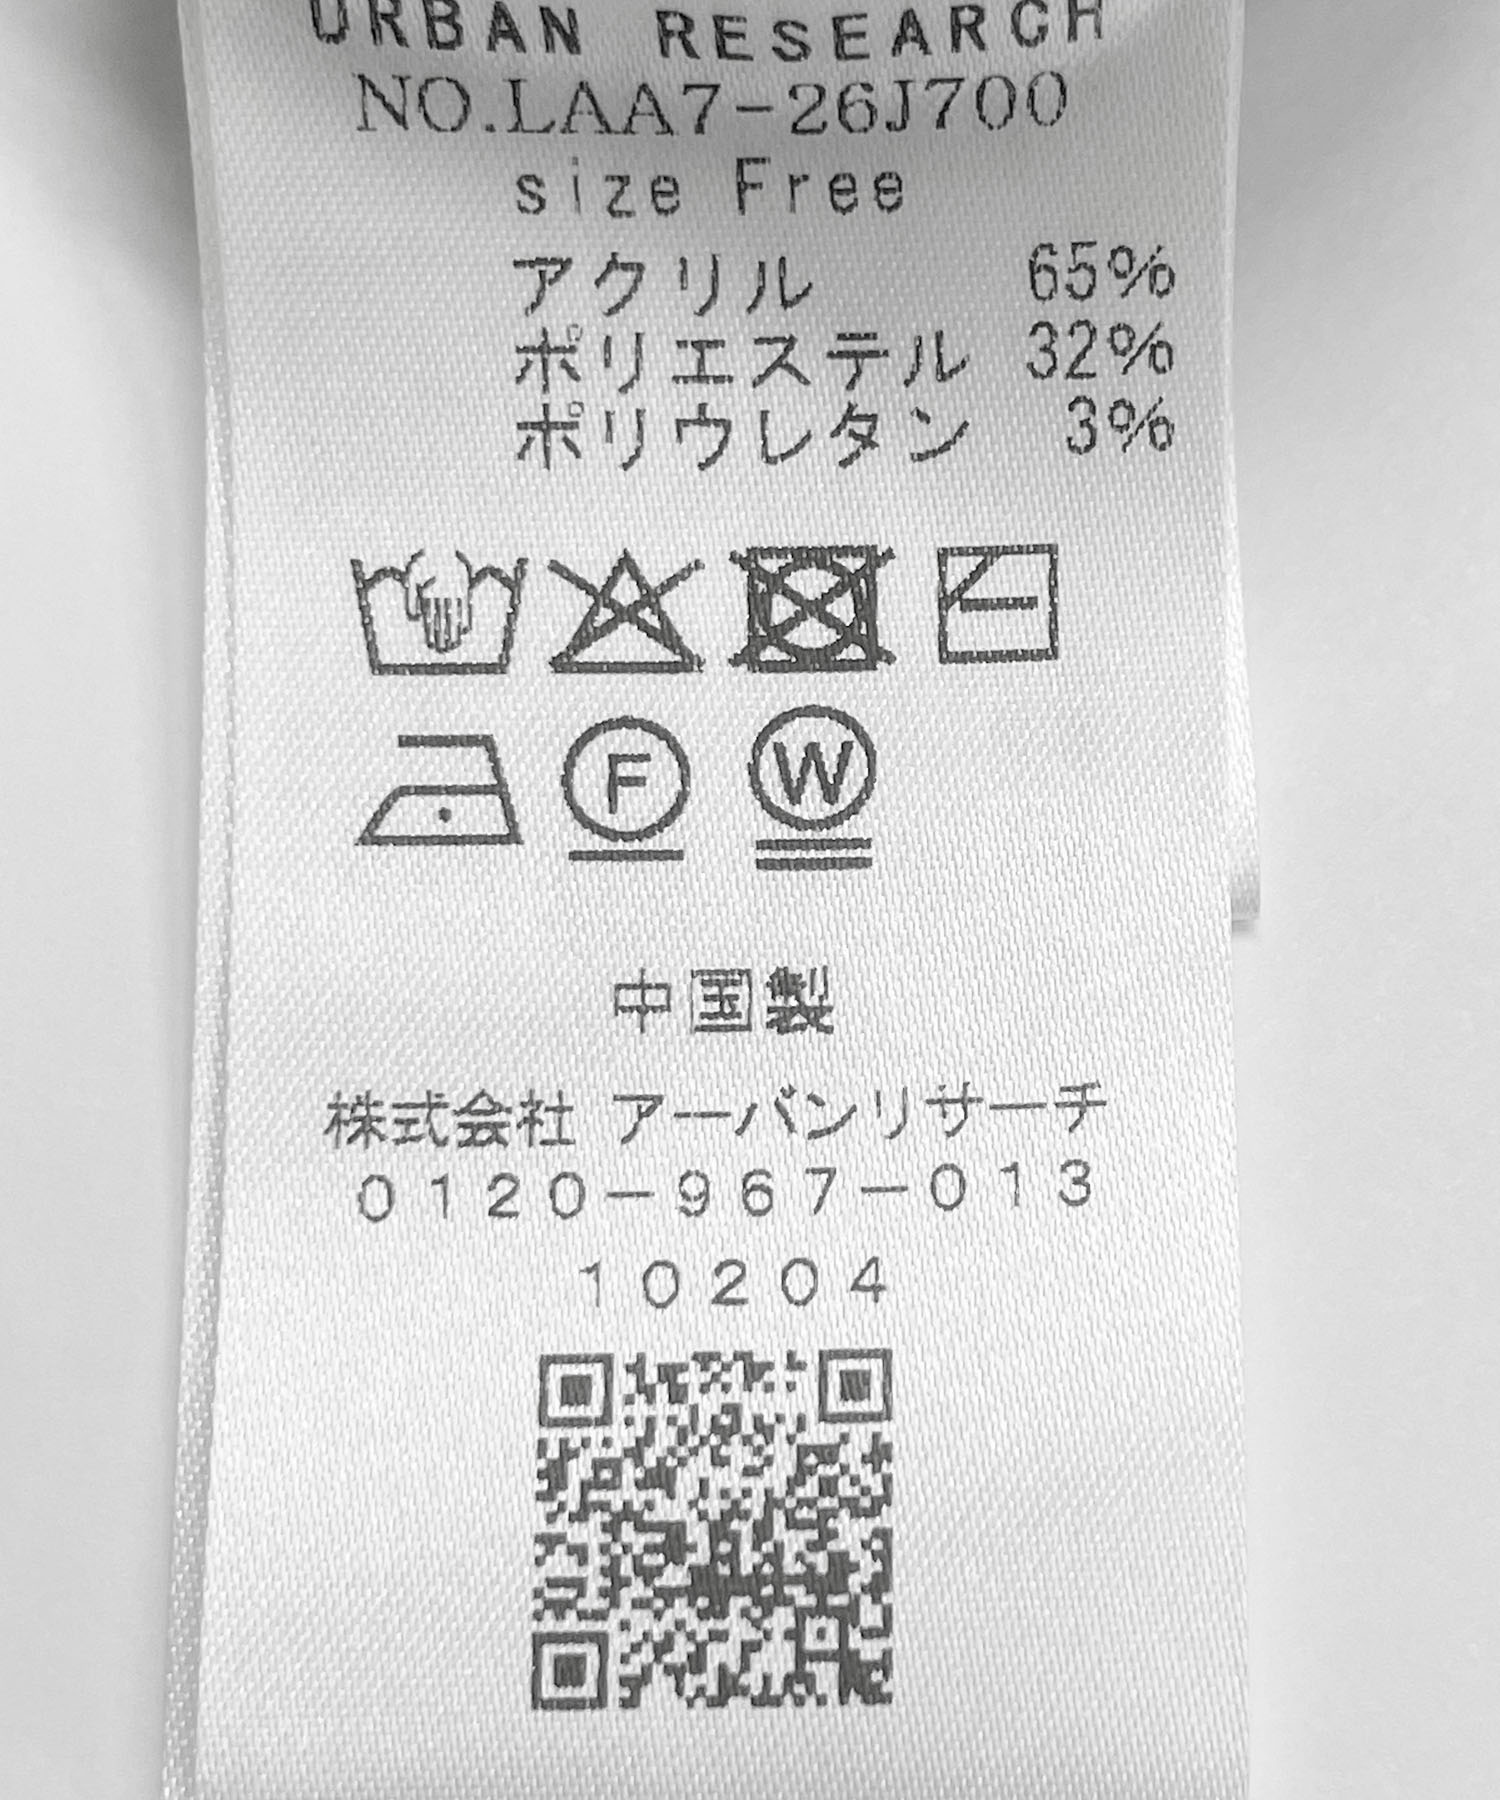 URBAN RESEARCH
NO.LAA7-26J700
size Free
アクリル 65%
ポリエステル 32%
ポリウレタン 3%
F W
中国製
株式会社 アーバンリサーチ
0120-967-013
10204